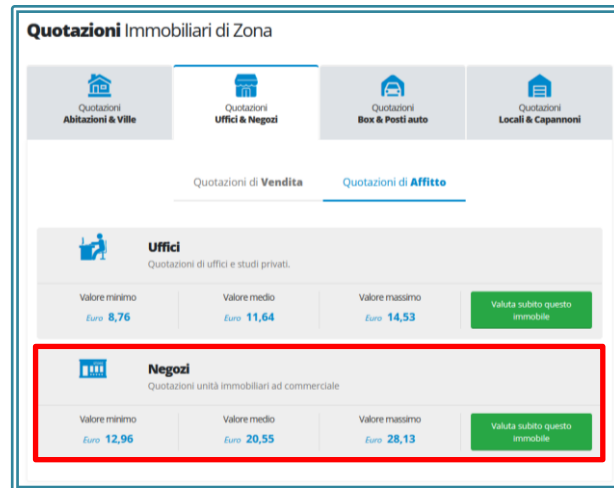 Quotazioni Immobiliari di Zona
Quotazioni
Abitazioni & Ville
Quotazioni
Uffici & Negozi
Quotazioni
Box & Posti auto
Quotazioni
Locali & Capannoni
Quotazioni di Vendita
Quotazioni di Affitto
Uffici
Quotazioni di uffici e studi privati.
Valore minimo
Euro 8,76
Valore medio
Euro 11,64
Valore massimo
Euro 14,53
Valuta subito questo
immobile
Negozi
Quotazioni unità immobiliari ad commerciale
Valore minimo
Euro 12,96
Valore medio
Euro 20,55
Valore massimo
Euro 28,13
Valuta subito questo
immobile